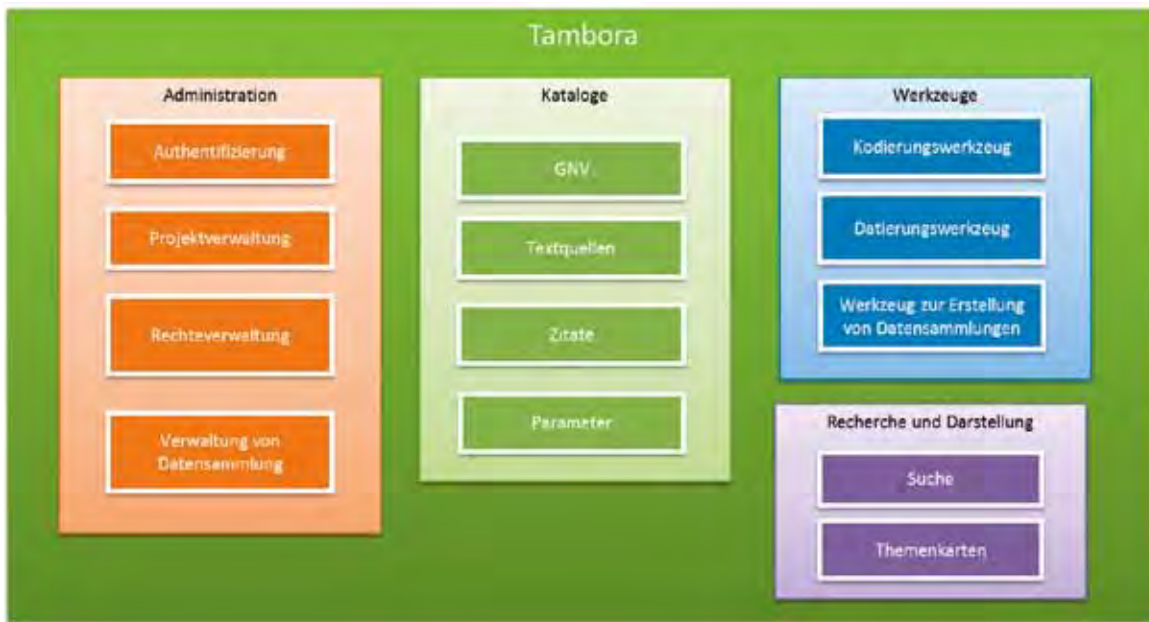 Tambora
Administration
Authentifizierung
Projektverwaltung
Rechteverwaltung
Verwaltung von
Datensammlung
Kataloge
GNV
Textquellen
Zitate
Parameter
Werkzeuge
Kodierungswerkzeug
Datierungswerkzeug
Werkzeug zur Erstellung
von Datensammlungen
Recherche und Darstellung
Suche
Themenkarten